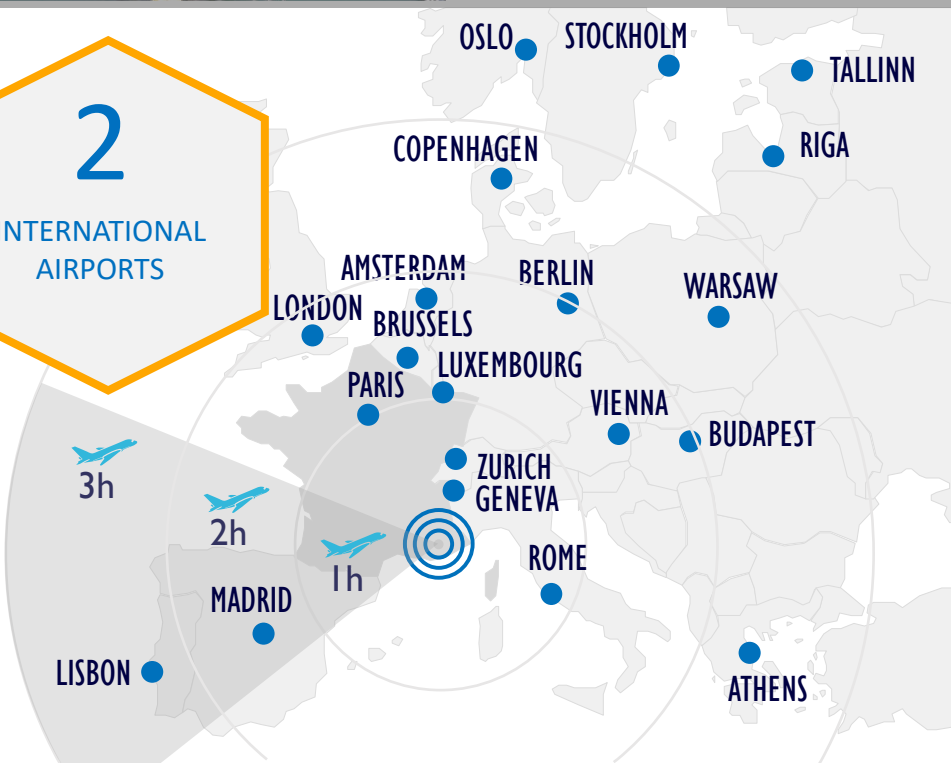 OSLO
STOCKHOLM
TALLINN
2
INTERNATIONAL
AIRPORTS
COPENHAGEN
RIGA
AMSTERDAM
BERLIN
WARSAW
LONDON
BRUSSELS
LUXEMBOURG
PARIS
VIENNA
BUDAPEST
3h
2h
1h
ZURICH
GENEVA
ROME
MADRID
LISBON
ATHENS